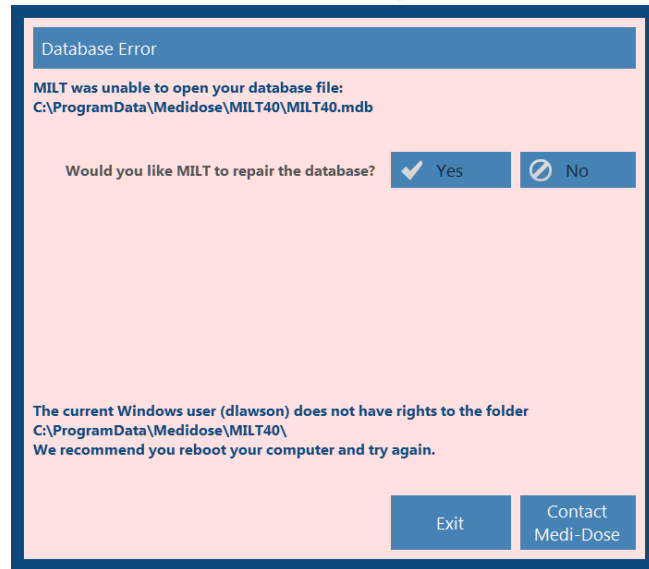 Database Error
MILT was unable to open your database file:
C:\ProgramData\Medidose\MILT40\MILT40.mdb
Would you like MILT to repair the database? Yes No
The current Windows user (dlawson) does not have rights to the folder
C:\ProgramData\Medidose\MILT40\
We recommend you reboot your computer and try again.
Exit
Contact
Medi-Dose